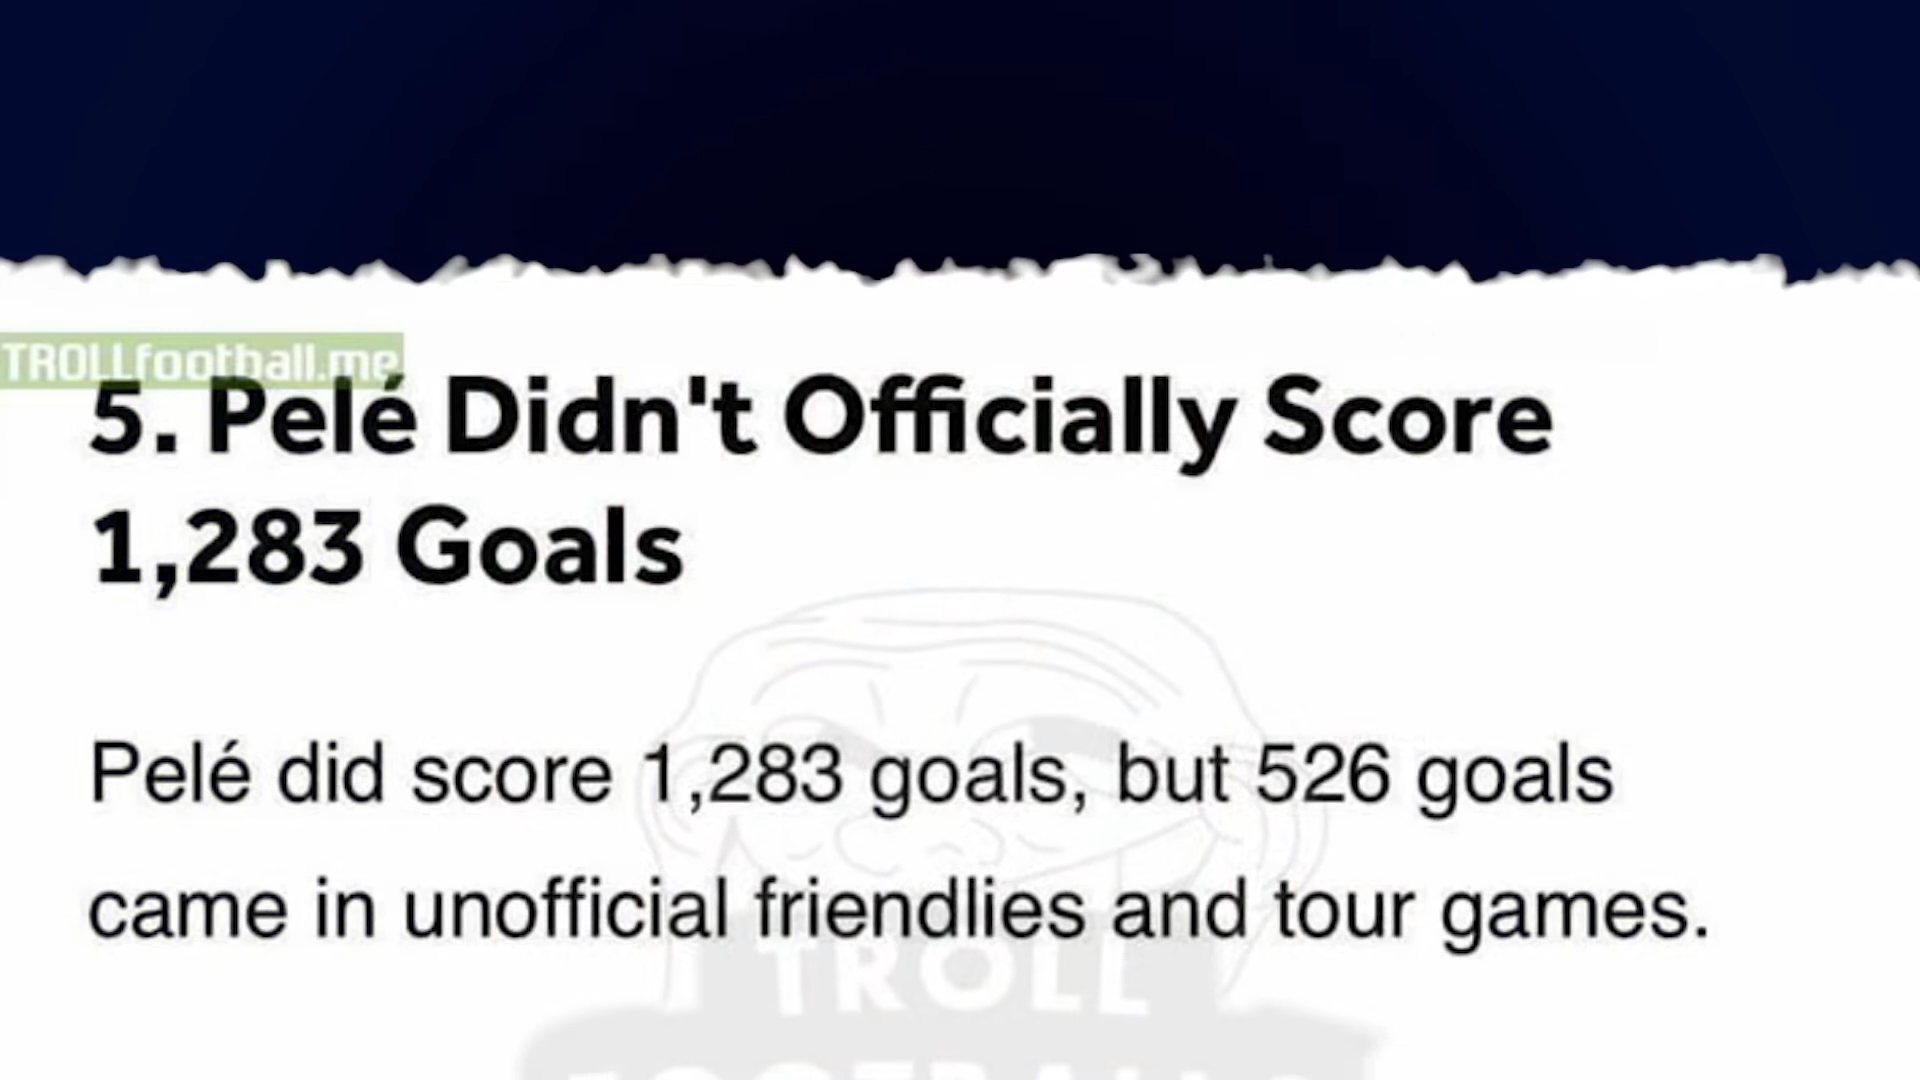 TROLLfootball.me
5. Pelé Didn't Officially Score
1,283 Goals
Pelé did score 1,283 goals, but 526 goals
came in unofficial friendlies and tour games.
TROLL